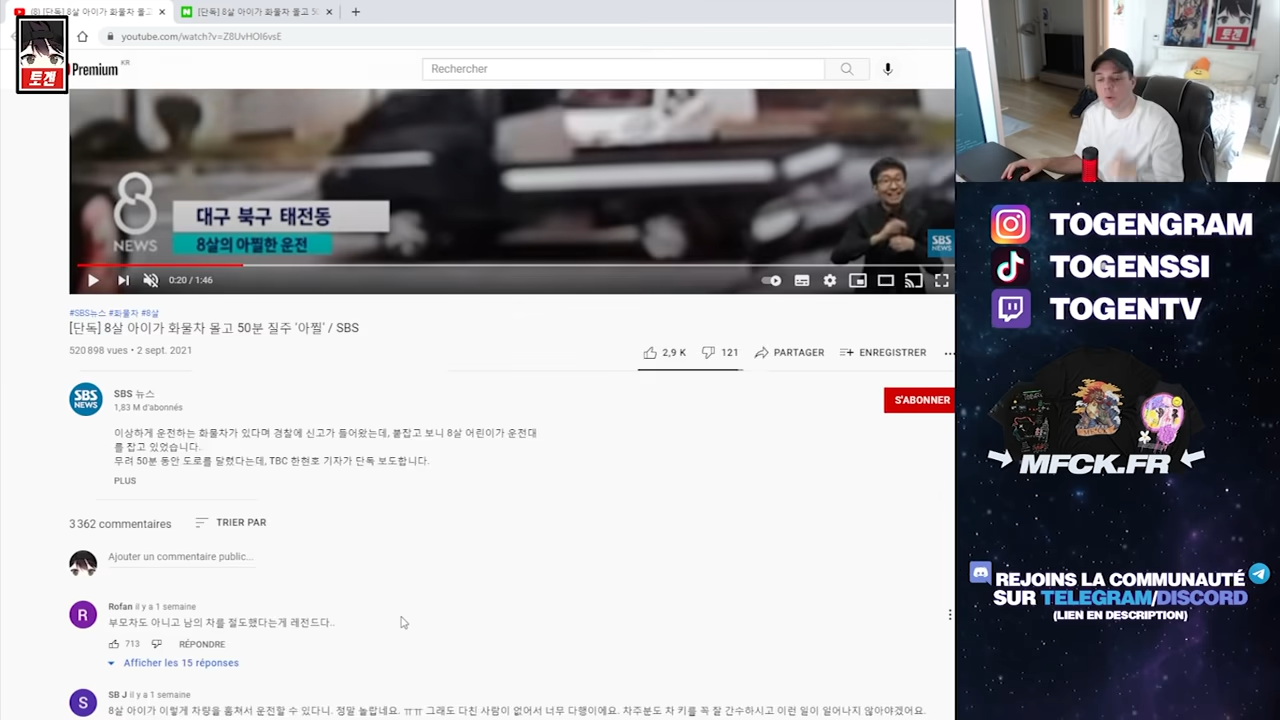 (8) [단독] 8살 아이가 화물차 몰고
[단독] 8살 아이가 화물차 몰고 50
youtube.com/watch?v=Z8UvHOI6vsE
토겐
Premium KR
Rechercher
8
NEWS
대구 북구 태전동
8살의 아찔한 운전
SBS
NEWS
0:20 / 1:46
#SBS뉴스 #화물차 #8살
[단독] 8살 아이가 화물차 몰고 50분 질주 '아찔' / SBS
520 898 vues • 2 sept. 2021
2,9 K
121
PARTAGER
ENREGISTRER
SBS
NEWS
SBS 뉴스
1,83 M d'abonnés
S'ABONNER
이상하게 운전하는 화물차가 있다며 경찰에 신고가 들어왔는데, 붙잡고 보니 8살 어린이가 운전대
를 잡고 있었습니다.
무려 50분 동안 도로를 달렸다는데, TBC 한현호 기자가 단독 보도합니다.
PLUS
3 362 commentaires
TRIER PAR
Ajouter un commentaire public...
R
Rofan il y a 1 semaine
부모차도 아니고 남의 차를 절도했다는게 레전드다..
713
RÉPONDRE
Afficher les 15 réponses
S
SB J il y a 1 semaine
8살 아이가 이렇게 차량을 훔쳐서 운전할 수 있다니. 정말 놀랍네요. ㅠㅠ 그래도 다친 사람이 없어서 너무 다행이에요. 차주분도 차 키를 꼭 잘 간수하시고 이런 일이 일어나지 않아야겠어요.
TOGENGRAM
TOGENSSI
TOGENTV
MFCK.FR
REJOINS LA COMMUNAUTÉ
SUR TELEGRAM/DISCORD
(LIEN EN DESCRIPTION)